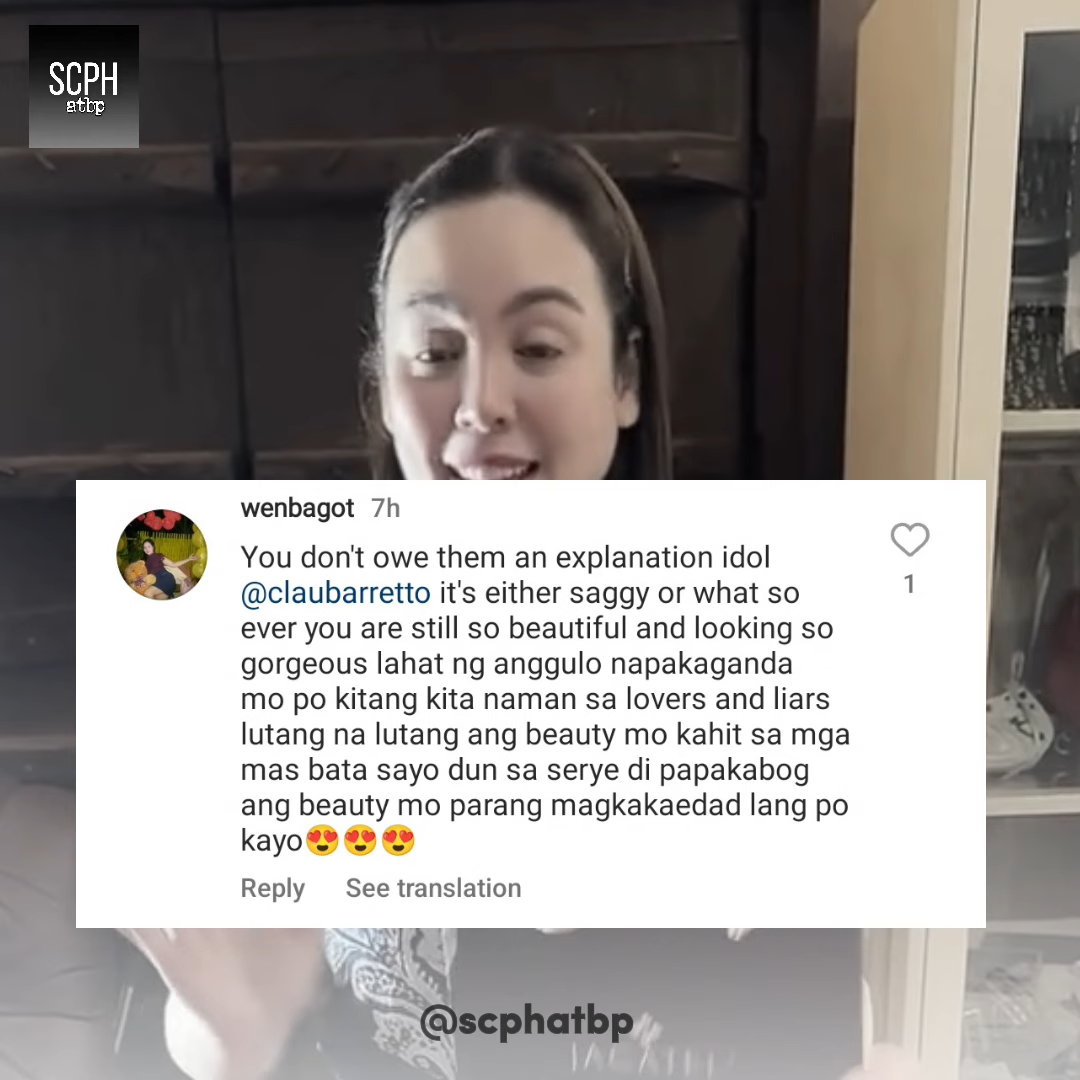 SCPH
atbp
wenbagot 7h
You don't owe them an explanation idol
@claubarretto it's either saggy or what so
ever you are still so beautiful and looking so
gorgeous lahat ng anggulo napakaganda
mo po kitang kita naman sa lovers and liars
lutang na lutang ang beauty mo kahit sa mga
mas bata sayo dun sa serye di papakabog
ang beauty mo parang magkakaedad lang po
kayo😍😍😍
1
Reply See translation
@scphatbp